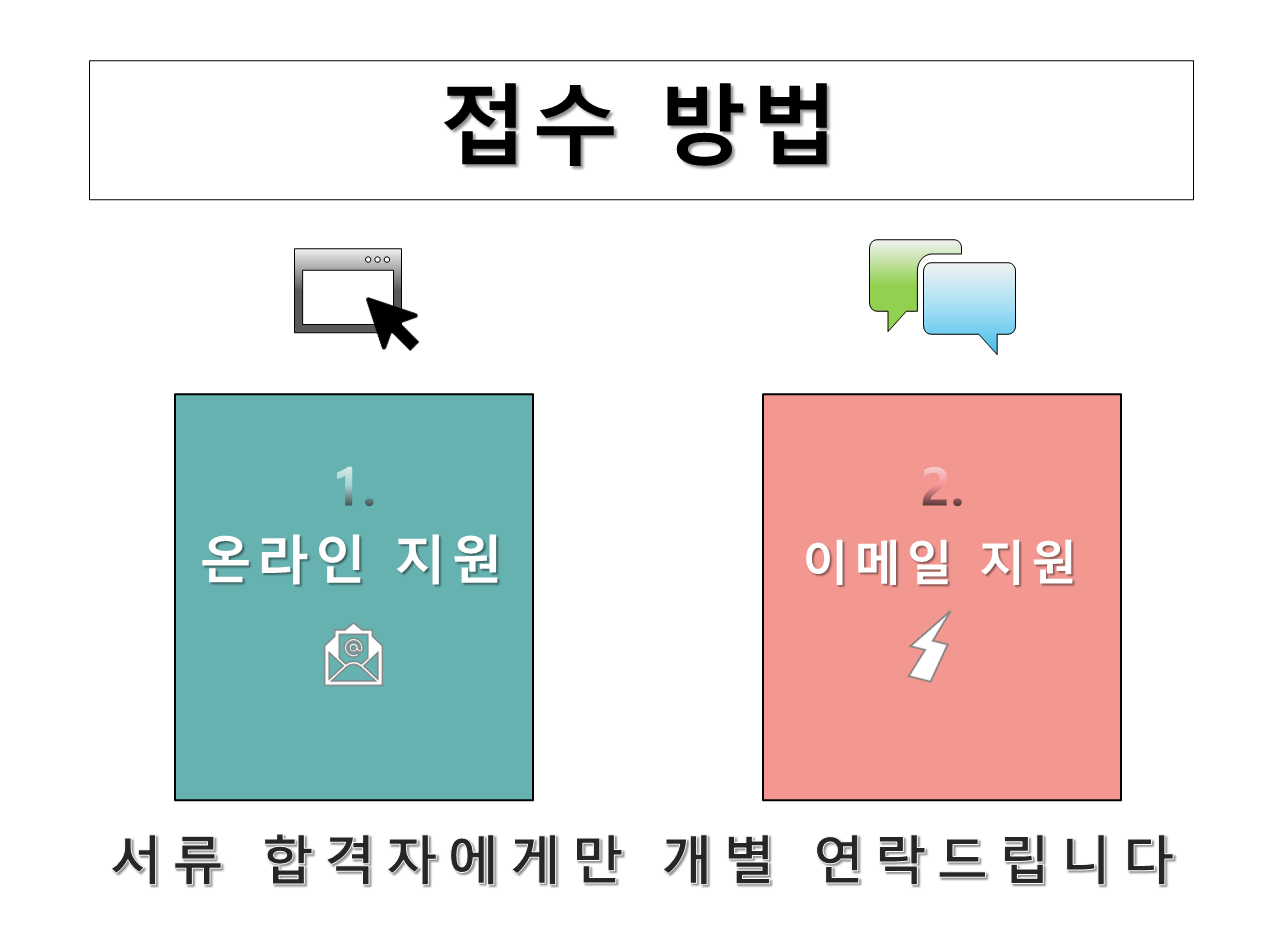 접수 방법
1.
온라인 지원
@
2.
이메일 지원
서류 합격자에게만 개별 연락드립니다